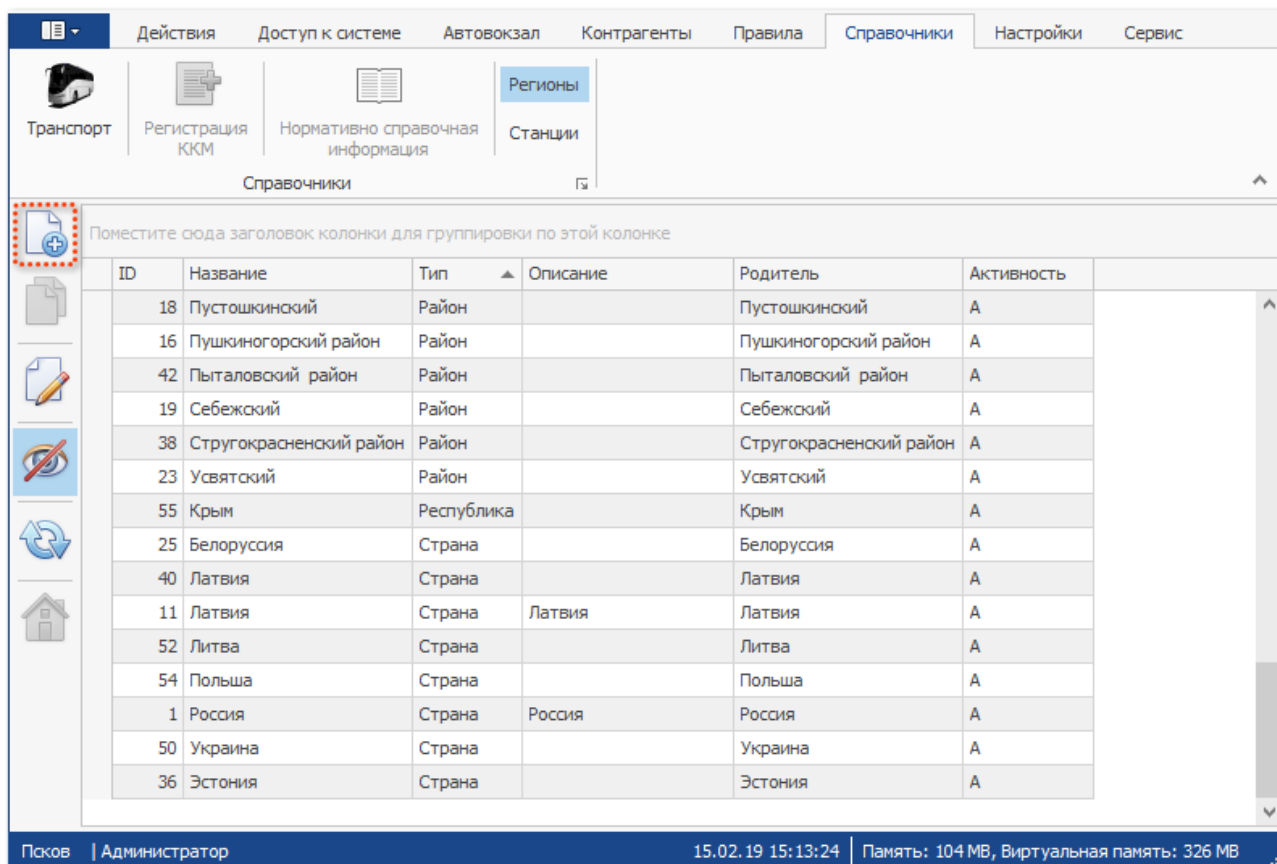 Действия Доступ к системе Автовокзал Контрагенты Правила Справочники Настройки Сервис
Транспорт
Регистрация
ККМ
Нормативно справочная
информация
Регионы
Станции
Справочники
Поместите сюда заголовок колонки для группировки по этой колонке
ID Название Тип Описание Родитель Активность
18 Пустошкинский Район Пустошкинский А
16 Пушкиногорский район Район Пушкиногорский район А
42 Пыталовский  район Район Пыталовский  район А
19 Себежский Район Себежский А
38 Стругокрасненский район Район Стругокрасненский район А
23 Усвятский Район Усвятский А
55 Крым Республика Крым А
25 Белоруссия Страна Белоруссия А
40 Латвия Страна Латвия А
11 Латвия Страна Латвия Латвия А
52 Литва Страна Литва А
54 Польша Страна Польша А
1 Россия Страна Россия Россия А
50 Украина Страна Украина А
36 Эстония Страна Эстония А
Псков | Администратор 15.02.19 15:13:24 Память: 104 MB, Виртуальная память: 326 MB